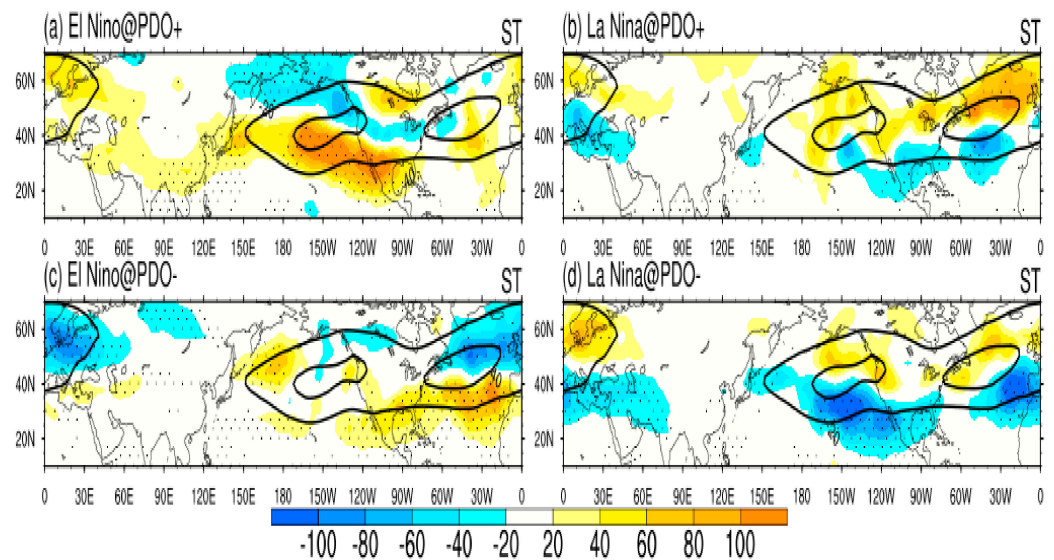 (a) El Nino@PDO+ ST
(b) La Nina@PDO+ ST
60N
40N
20N
0 30E 60E 90E 120E 150E 180 150W 120W 90W 30W 0
60N
40N
20N
0 30E 60E 90E 120E 150E 180 150W 120W 90W 30W 0
(c) El Nino@PDO- ST
(d) La Nina@PDO- ST
60N
40N
20N
0 30E 60E 90E 120E 120E 150E 180 150W 120W 90W 30W 0
60N
40N
20N
0 30E 60E 90E 120E 150E 180 150W 120W 90W 30W 0
-100 -80 -60 -40 -20 20 40 60 80 100